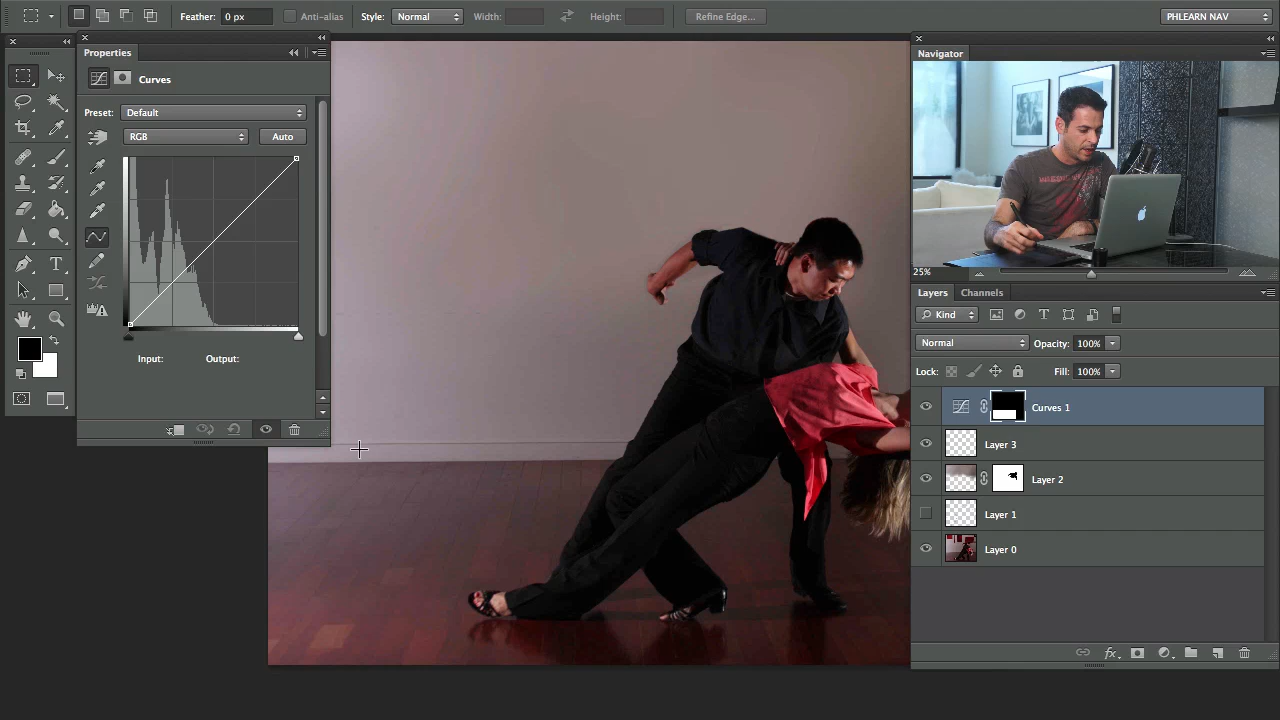 Feather: 0 px Anti-alias Style: Normal Width: Height: Refine Edge... PHLEARN NAV
Properties
Curves
Preset: Default
RGB Auto
Input: Output:
Navigator
25%
Layers Channels
Kind
Normal Opacity: 100%
Lock: Fill: 100%
Curves 1
Layer 3
Layer 2
Layer 1
Layer 0